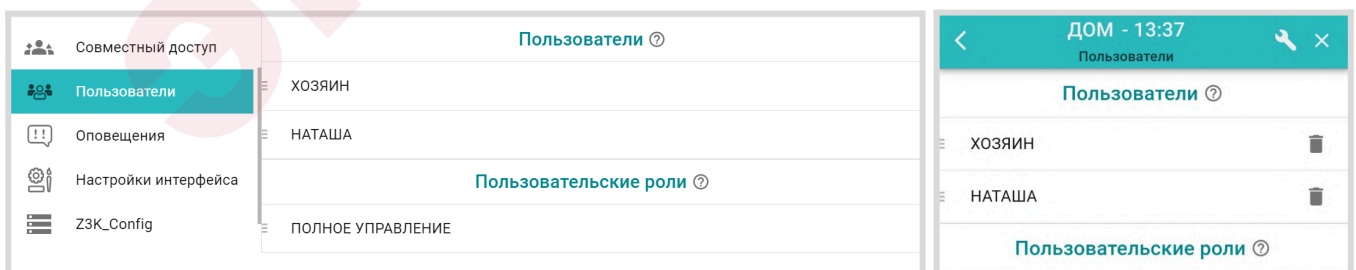 Совместный доступ
Пользователи
Оповещения
Настройки интерфейса
Z3K_Config
Пользователи ?
ХОЗЯИН
НАТАША
Пользовательские роли ?
ПОЛНОЕ УПРАВЛЕНИЕ
ДОМ - 13:37
Пользователи
Пользователи ?
ХОЗЯИН
НАТАША
Пользовательские роли ?